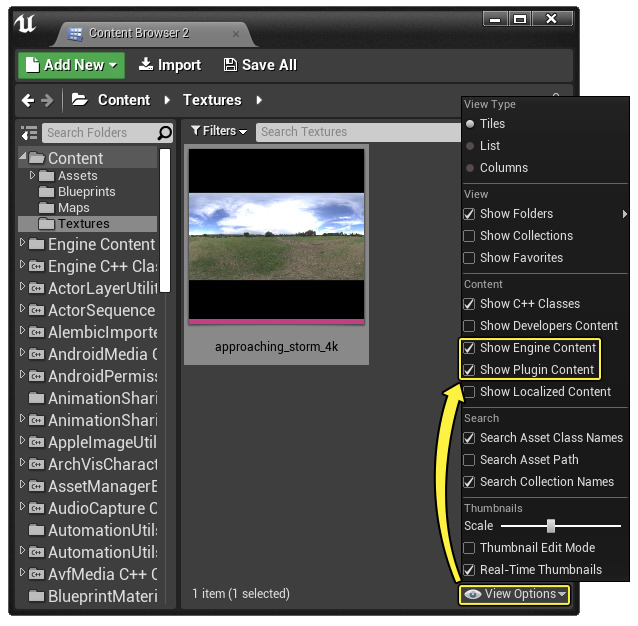 Content Browser 2
Add New
Import
Save All
Content
Textures
Search Folders
Content
Assets
Blueprints
Maps
Textures
Engine Content
Engine C++ Clas
ActorLayerUtilit
ActorSequence
AlembicImporte
AndroidMedia C
AndroidPermiss
AnimationShari
AnimationShari
AppleImageUtil
ArchVisCharact
AssetManagerE
AudioCapture C
AutomationUtils
AutomationUtils
AvfMedia C++ C
BlueprintMateri
Filters
Search Textures
approaching_storm_4k
1 item (1 selected)
View Type
Tiles
List
Columns
View
Show Folders
Show Collections
Show Favorites
Content
Show C++ Classes
Show Developers Content
Show Engine Content
Show Plugin Content
Show Localized Content
Search
Search Asset Class Names
Search Asset Path
Search Collection Names
Thumbnails
Scale
Thumbnail Edit Mode
Real-Time Thumbnails
View Options